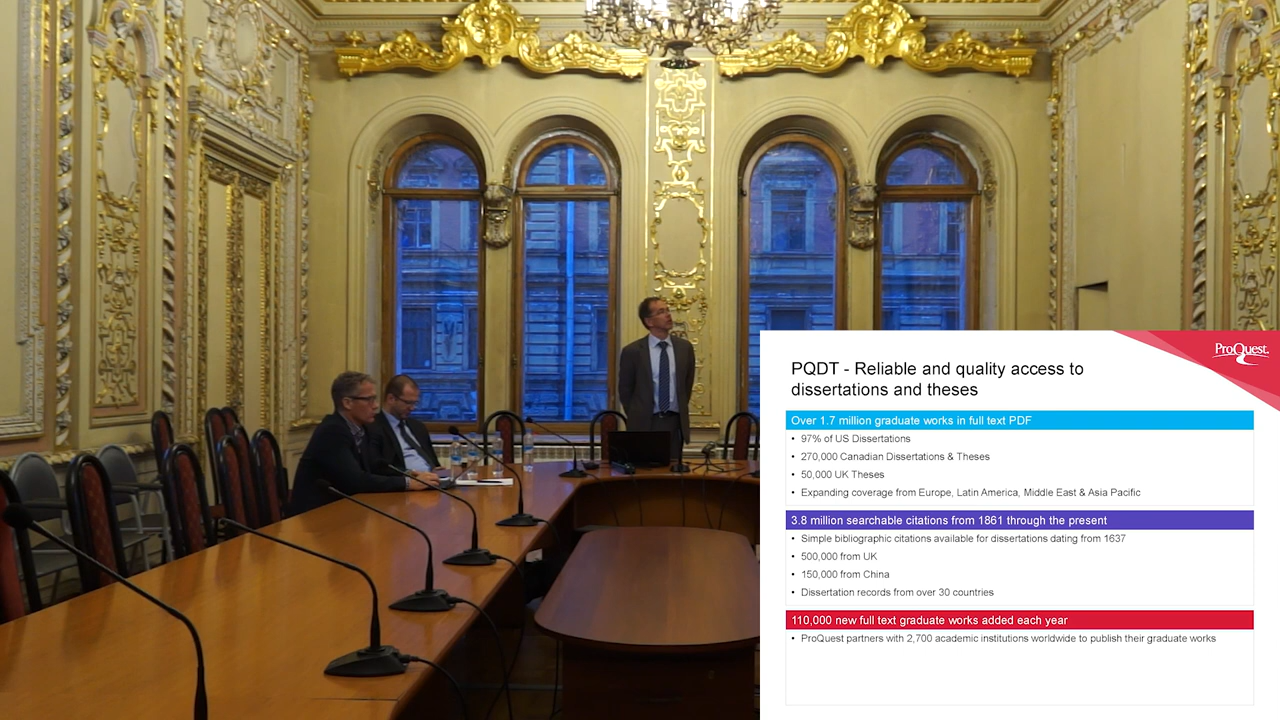 ProQuest
PQDT - Reliable and quality access to
dissertations and theses
Over 1.7 million graduate works in full text PDF
• 97% of US Dissertations
• 270,000 Canadian Dissertations & Theses
• 50,000 UK Theses
• Expanding coverage from Europe, Latin America, Middle East & Asia Pacific
3.8 million searchable citations from 1861 through the present
• Simple bibliographic citations available for dissertations dating from 1637
• 500,000 from UK
• 150,000 from China
• Dissertation records from over 30 countries
110,000 new full text graduate works added each year
• ProQuest partners with 2,700 academic institutions worldwide to publish their graduate works